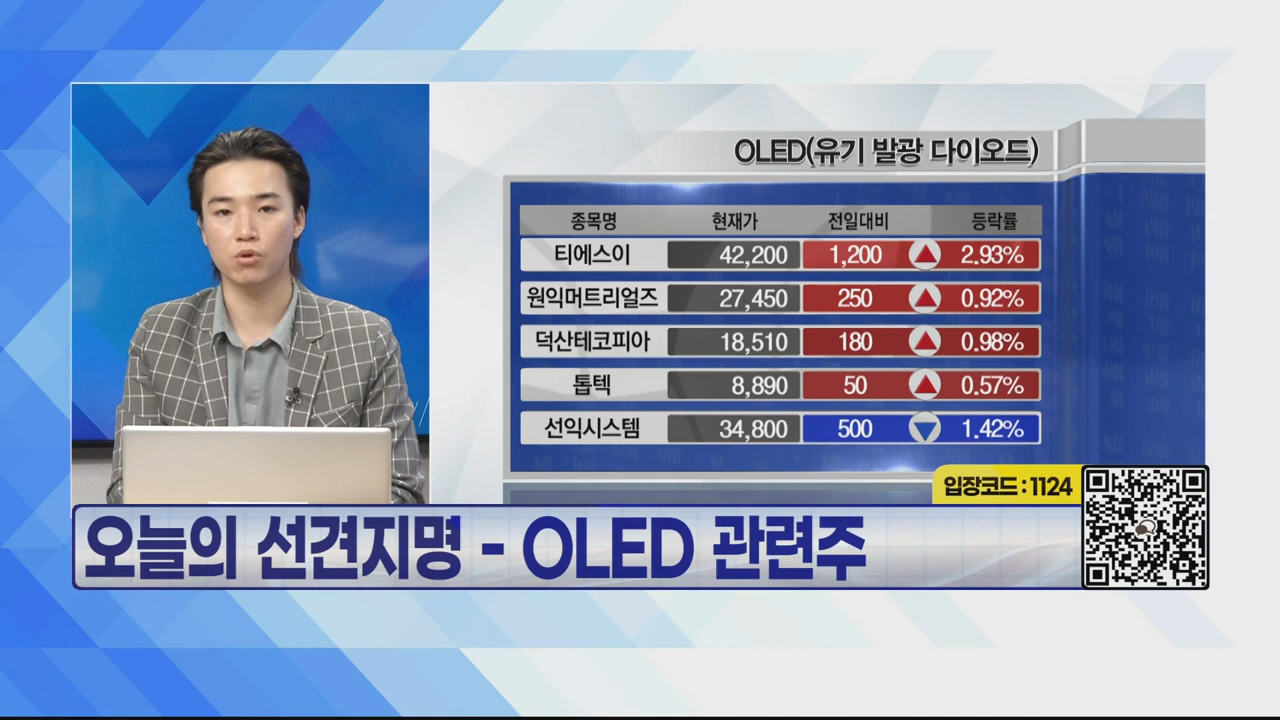 OLED(유기 발광 다이오드)
종목명 현재가 전일대비 등락률
티에스이 42,200 1,200 2.93%
원익머트리얼즈 27,450 250 0.92%
덕산테코피아 18,510 180 0.98%
톱텍 8,890 50 0.57%
선익시스템 34,800 500 1.42%
입장코드 : 1124
오늘의 선견지명 - OLED 관련주